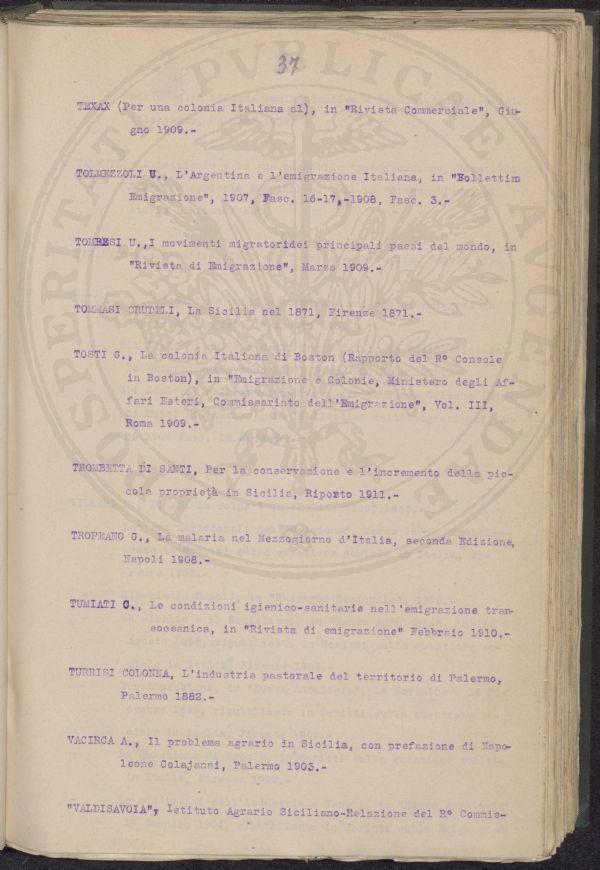 37
TEXAX (Per una colonia Italiana al), in "Rivista Commerciale", Giu-
gno 1909.-
TOLMEZZOLI U., L'Argentina e l'emigrazione Italiana, in "Bollettino
Emigrazione", 1907, Fasc. 16-17,-1908, Fasc. 3.-
TOMBESI U.,I movimenti migratoridei principali paesi del mondo, in
"Rivista di Emigrazione", Marzo 1909.-
TOMMASI CRUDELI, La Sicilia nel 1871, Firenze 1871.-
TOSTI G., La colonia Italiana di Boston (Rapporto del Rº Console
in Boston), in "Emigrazione e Colonie, Ministero degli Af-
fari Esteri, Commissariato dell'Emigrazione", Vol. III,
Roma 1909.-
TROMBETTA DI SANTI, Per la conservazione e l'incremento della pic-
cola proprietà in Sicilia, Riposto 1911.-
TROPEANO G., La malaria nel Mezzogiorno d'Italia, seconda Edizione,
Napoli 1908.-
TUMIATI C., Le condizioni igienico-sanitarie nell'emigrazione tran-
soceanica, in "Rivista di emigrazione" Febbraio 1910.-
TURRISI COLONNA, L'industria pastorale del territorio di Palermo,
Palermo 1882.-
VACIRCA A., Il problema agrario in Sicilia, con prefazione di Napo-
leone Colajanni, Palermo 1903.-
"VALDISAVOIA", Istituto Agrario Siciliano-Relazione del Rº Commis-
PUBLICAE
PROSPERITATI
AUGENDAE